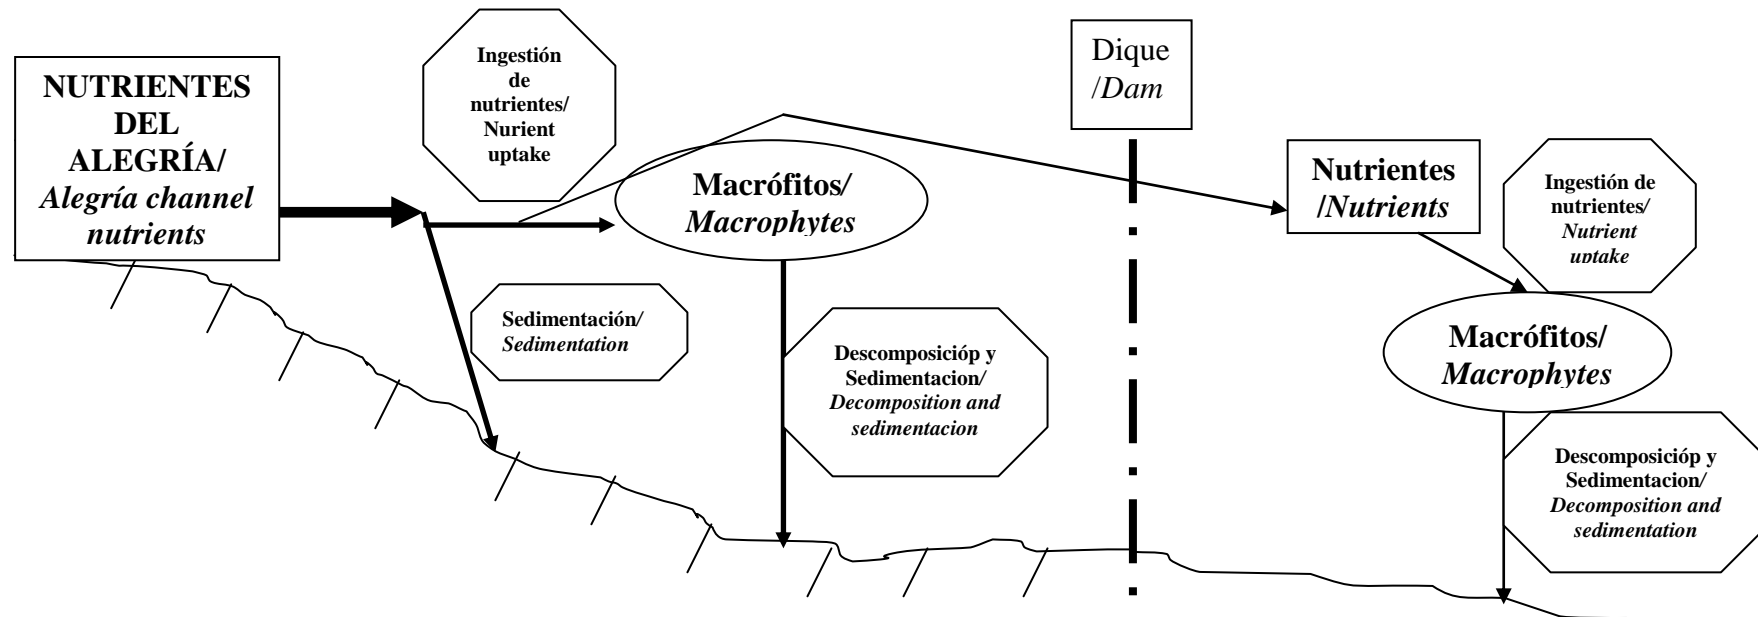 NUTRIENTES
DEL
ALEGRÍA/
Alegría channel
nutrients
Ingestión
de
nutrientes/
Nurient
uptake
Macrófitos/
Macrophytes
Sedimentación/
Sedimentation
Descomposicióp y
Sedimentacion/
Decomposition and
sedimentacion
Dique
/Dam
Nutrientes
/Nutrients
Ingestión de
nutrientes/
Nutrient
uptake
Macrófitos/
Macrophytes
Descomposicióp y
Sedimentacion/
Decomposition and
sedimentation